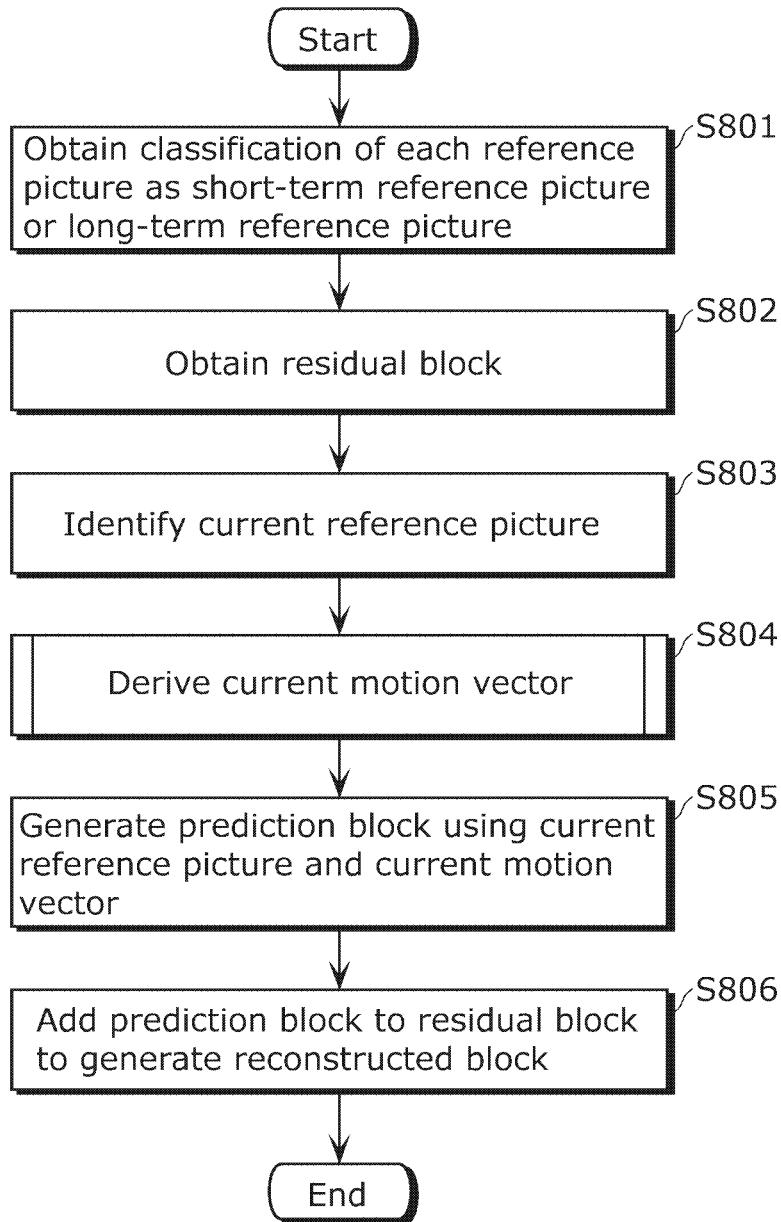 Start
S801
Obtain classification of each reference
picture as short-term reference picture
or long-term reference picture
S802
Obtain residual block
S803
Identify current reference picture
S804
Derive current motion vector
S805
Generate prediction block using current
reference picture and current motion
vector
S806
Add prediction block to residual block
to generate reconstructed block
End